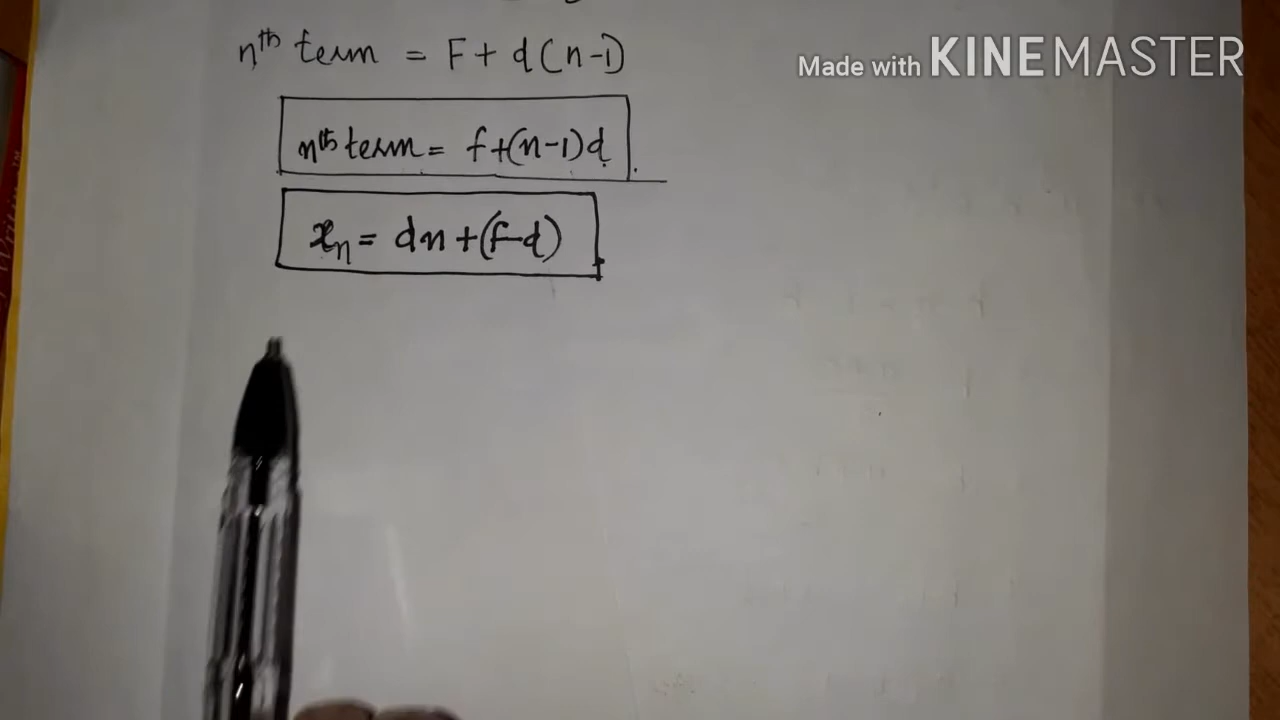 nth term = F + d(n-1)
Made with KINEMASTER
nth term = f+(n-1)d.
xn = dn+(f-d)